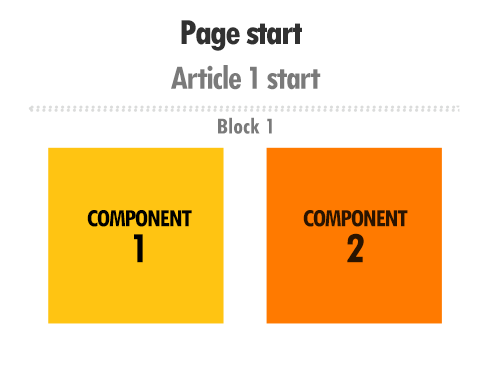 Page start
Article 1 start
Block 1
COMPONENT
1
COMPONENT
2